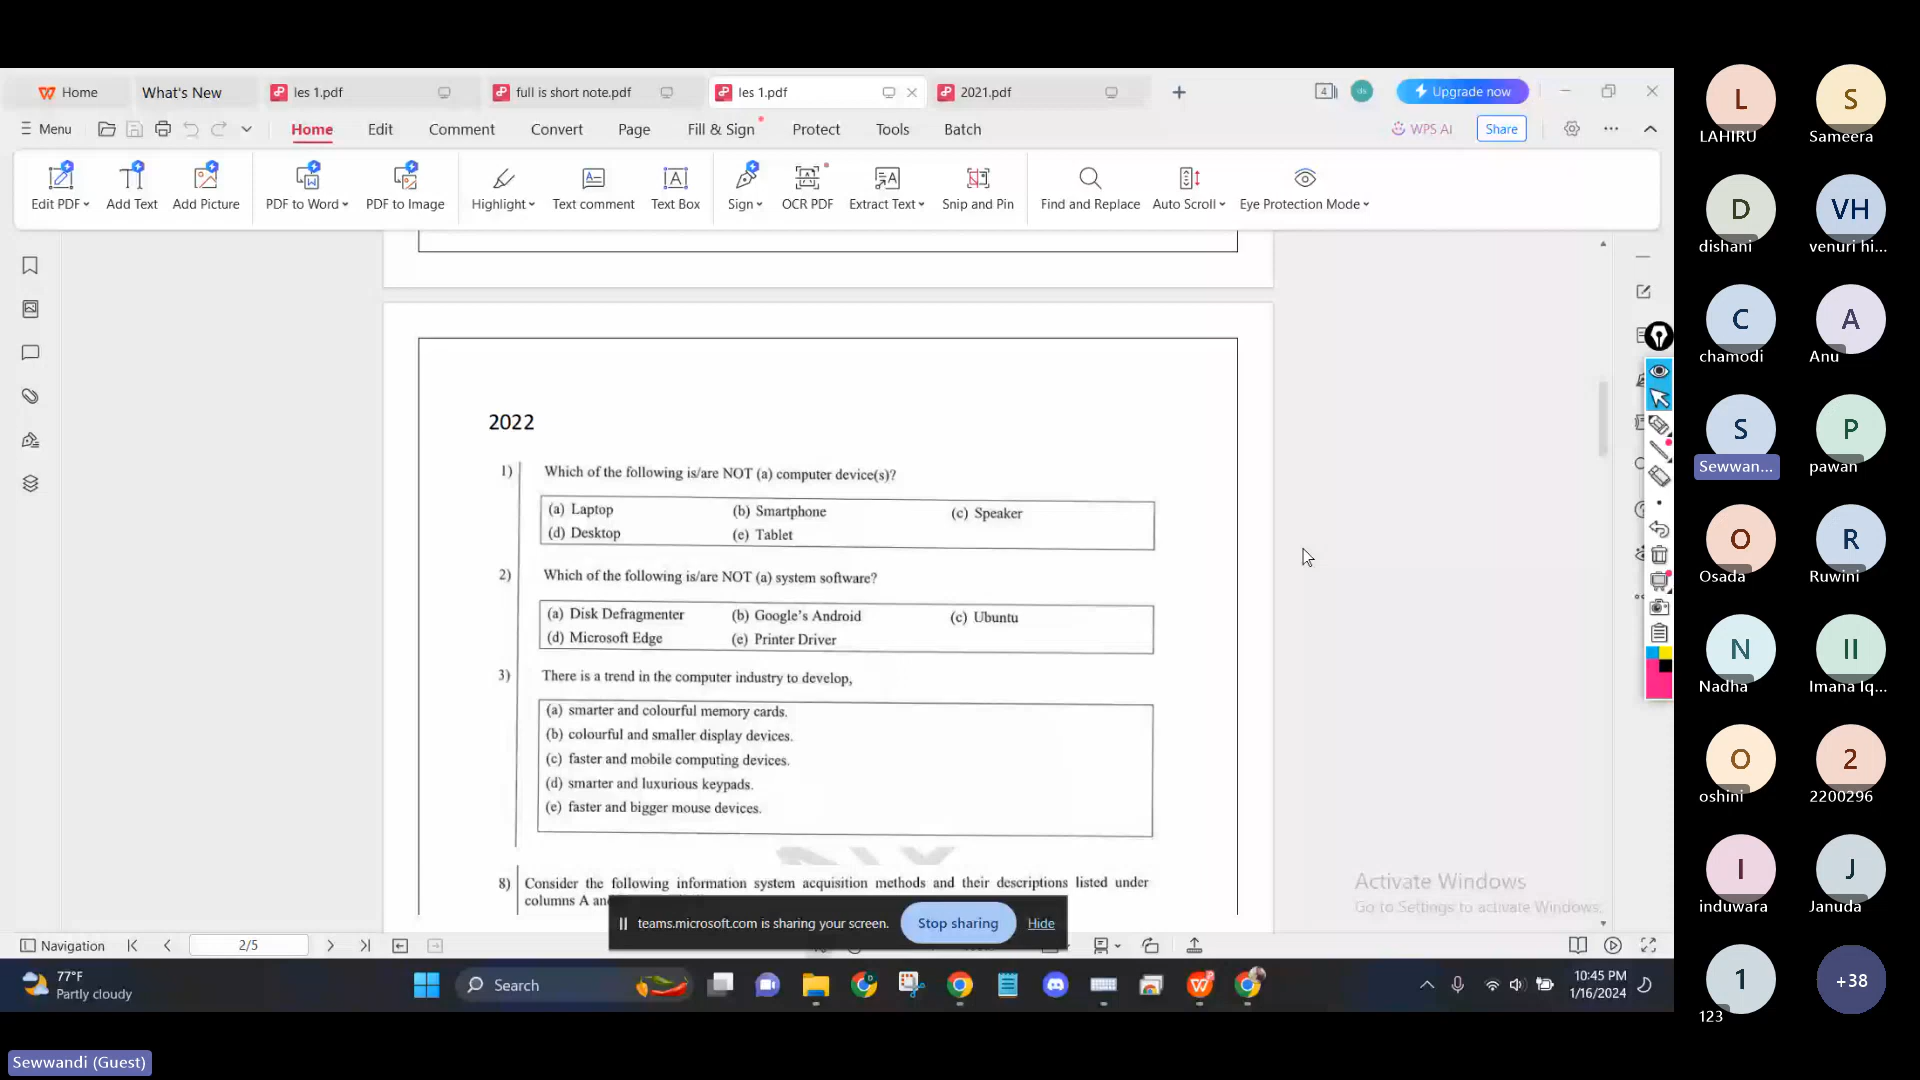 Home
What's New
les 1.pdf
full is short note.pdf
les 1.pdf
2021.pdf
Upgrade now
Menu
Home
Edit
Comment
Convert
Page
Fill & Sign
Protect
Tools
Batch
WPS AI
Share
Edit PDF
Add Text
Add Picture
PDF to Word
PDF to Image
Highlight
Text comment
Text Box
Sign
OCR PDF
Extract Text
Snip and Pin
Find and Replace
Auto Scroll
Eye Protection Mode
2022
1) Which of the following is/are NOT (a) computer device(s)?
(a) Laptop (b) Smartphone (c) Speaker
(d) Desktop (e) Tablet
2) Which of the following is/are NOT (a) system software?
(a) Disk Defragmenter (b) Google's Android (c) Ubuntu
(d) Microsoft Edge (e) Printer Driver
3) There is a trend in the computer industry to develop,
(a) smarter and colourful memory cards.
(b) colourful and smaller display devices.
(c) faster and mobile computing devices.
(d) smarter and luxurious keypads.
(e) faster and bigger mouse devices.
8) Consider the following information system acquisition methods and their descriptions listed under
columns A an
teams.microsoft.com is sharing your screen.
Stop sharing
Hide
Activate Windows
Go to Settings to activate Windows.
Navigation
2/5
77°F
Partly cloudy
Search
10:45 PM
1/16/2024
L
LAHIRU
S
Sameera
D
dishani
VH
venuri hi...
C
chamodi
A
Anu
S
Sewwan...
P
pawan
O
Osada
R
Ruwini
N
Nadha
II
Imana Iq...
O
oshini
2
2200296
I
induwara
J
Januda
1
123
+38
Sewwandi (Guest)